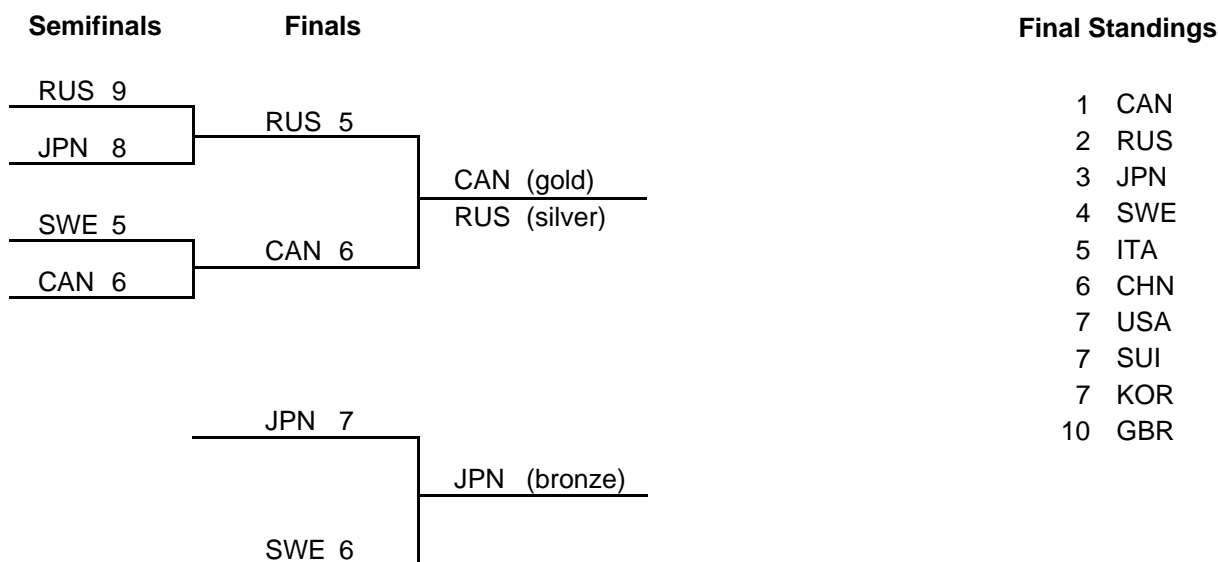 Semifinals Finals
RUS 9
JPN 8
SWE 5
CAN 6
RUS 5
CAN 6
CAN (gold)
RUS (silver)
JPN 7
SWE 6
JPN (bronze)
Final Standings
1 CAN
2 RUS
3 JPN
4 SWE
5 ITA
6 CHN
7 USA
7 SUI
7 KOR
10 GBR